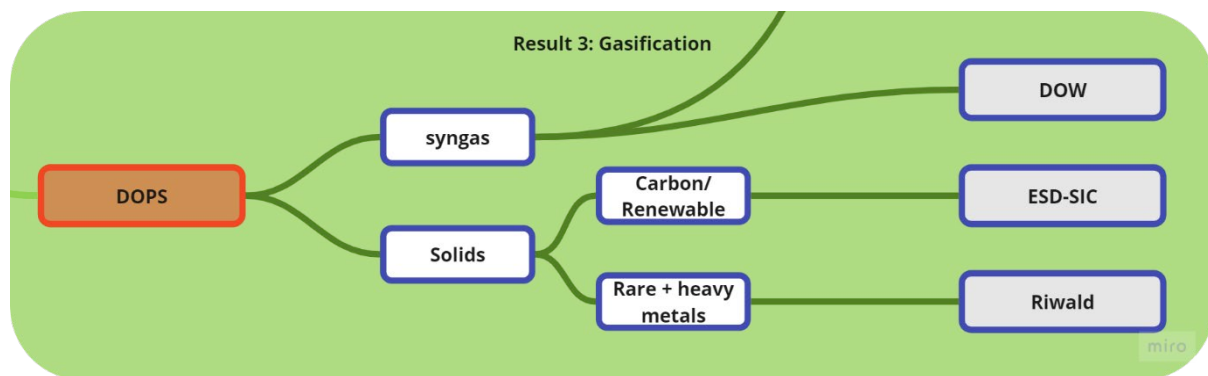 Result 3: Gasification
DOW
syngas
Carbon/
Renewable
DOPS
ESD-SIC
Solids
Rare + heavy
metals
Riwald
miro